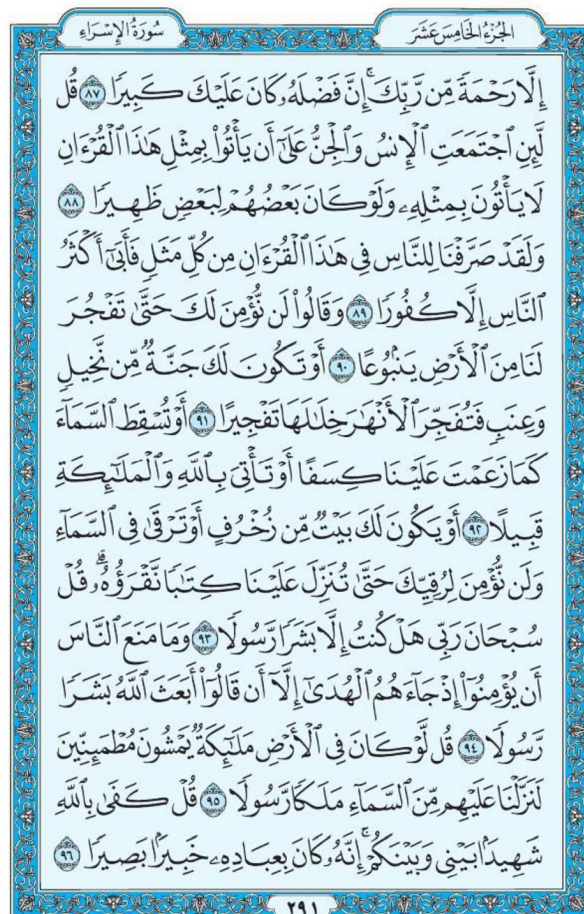 الجُزْءُ الخَامِسَ عَشَرَ
سُورَةُ الإِسْرَاءِ
إِلَّا رَحْمَةً مِّن رَّبِّكَۚ إِنَّ فَضْلَهُۥ كَانَ عَلَيْكَ كَبِيرًا ٨٧ قُل
لَّئِنِ ٱجْتَمَعَتِ ٱلْإِنسُ وَٱلْجِنُّ عَلَىٰٓ أَن يَأْتُوا۟ بِمِثْلِ هَٰذَا ٱلْقُرْءَانِ
لَا يَأْتُونَ بِمِثْلِهِۦ وَلَوْ كَانَ بَعْضُهُمْ لِبَعْضٍ ظَهِيرًا ٨٨
وَلَقَدْ صَرَّفْنَا لِلنَّاسِ فِى هَٰذَا ٱلْقُرْءَانِ مِن كُلِّ مَثَلٍ فَأَبَىٰٓ أَكْثَرُ
ٱلنَّاسِ إِلَّا كُفُورًا ٨٩ وَقَالُوا۟ لَن نُّؤْمِنَ لَكَ حَتَّىٰ تَفْجُرَ
لَنَا مِنَ ٱلْأَرْضِ يَنۢبُوعًا ٩٠ أَوْ تَكُونَ لَكَ جَنَّةٌ مِّن نَّخِيلٍ
وَعِنَبٍ فَتُفَجِّرَ ٱلْأَنْهَٰرَ خِلَٰلَهَا تَفْجِيرًا ٩١ أَوْ تُسْقِطَ ٱلسَّمَآءَ
كَمَا زَعَمْتَ عَلَيْنَا كِسَفًا أَوْ تَأْتِىَ بِٱللَّهِ وَٱلْمَلَٰٓئِكَةِ
قَبِيلًا ٩٢ أَوْ يَكُونَ لَكَ بَيْتٌ مِّن زُخْرُفٍ أَوْ تَرْقَىٰ فِى ٱلسَّمَآءِ
وَلَن نُّؤْمِنَ لِرُقِيِّكَ حَتَّىٰ تُنَزِّلَ عَلَيْنَا كِتَٰبًا نَّقْرَؤُهُۥۗ قُلْ
سُبْحَانَ رَبِّى هَلْ كُنتُ إِلَّا بَشَرًا رَّسُولًا ٩٣ وَمَا مَنَعَ ٱلنَّاسَ
أَن يُؤْمِنُوٓا۟ إِذْ جَآءَهُمُ ٱلْهُدَىٰٓ إِلَّآ أَن قَالُوٓا۟ أَبَعَثَ ٱللَّهُ بَشَرًا
رَّسُولًا ٩٤ قُل لَّوْ كَانَ فِى ٱلْأَرْضِ مَلَٰٓئِكَةٌ يَمْشُونَ مُطْمَئِنِّينَ
لَنَزَّلْنَا عَلَيْهِم مِّنَ ٱلسَّمَآءِ مَلَكًا رَّسُولًا ٩٥ قُلْ كَفَىٰ بِٱللَّهِ
شَهِيدًۢا بَيْنِى وَبَيْنَكُمْۚ إِنَّهُۥ كَانَ بِعِبَادِهِۦ خَبِيرًۢا بَصِيرًا ٩٦
٢٩١